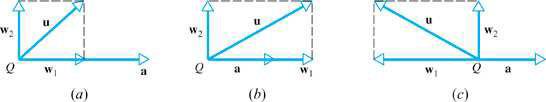 w₂ u
Q w₁ a
(a)
w₂ u
Q a w₁
(b)
u w₂
w₁ Q a
(c)